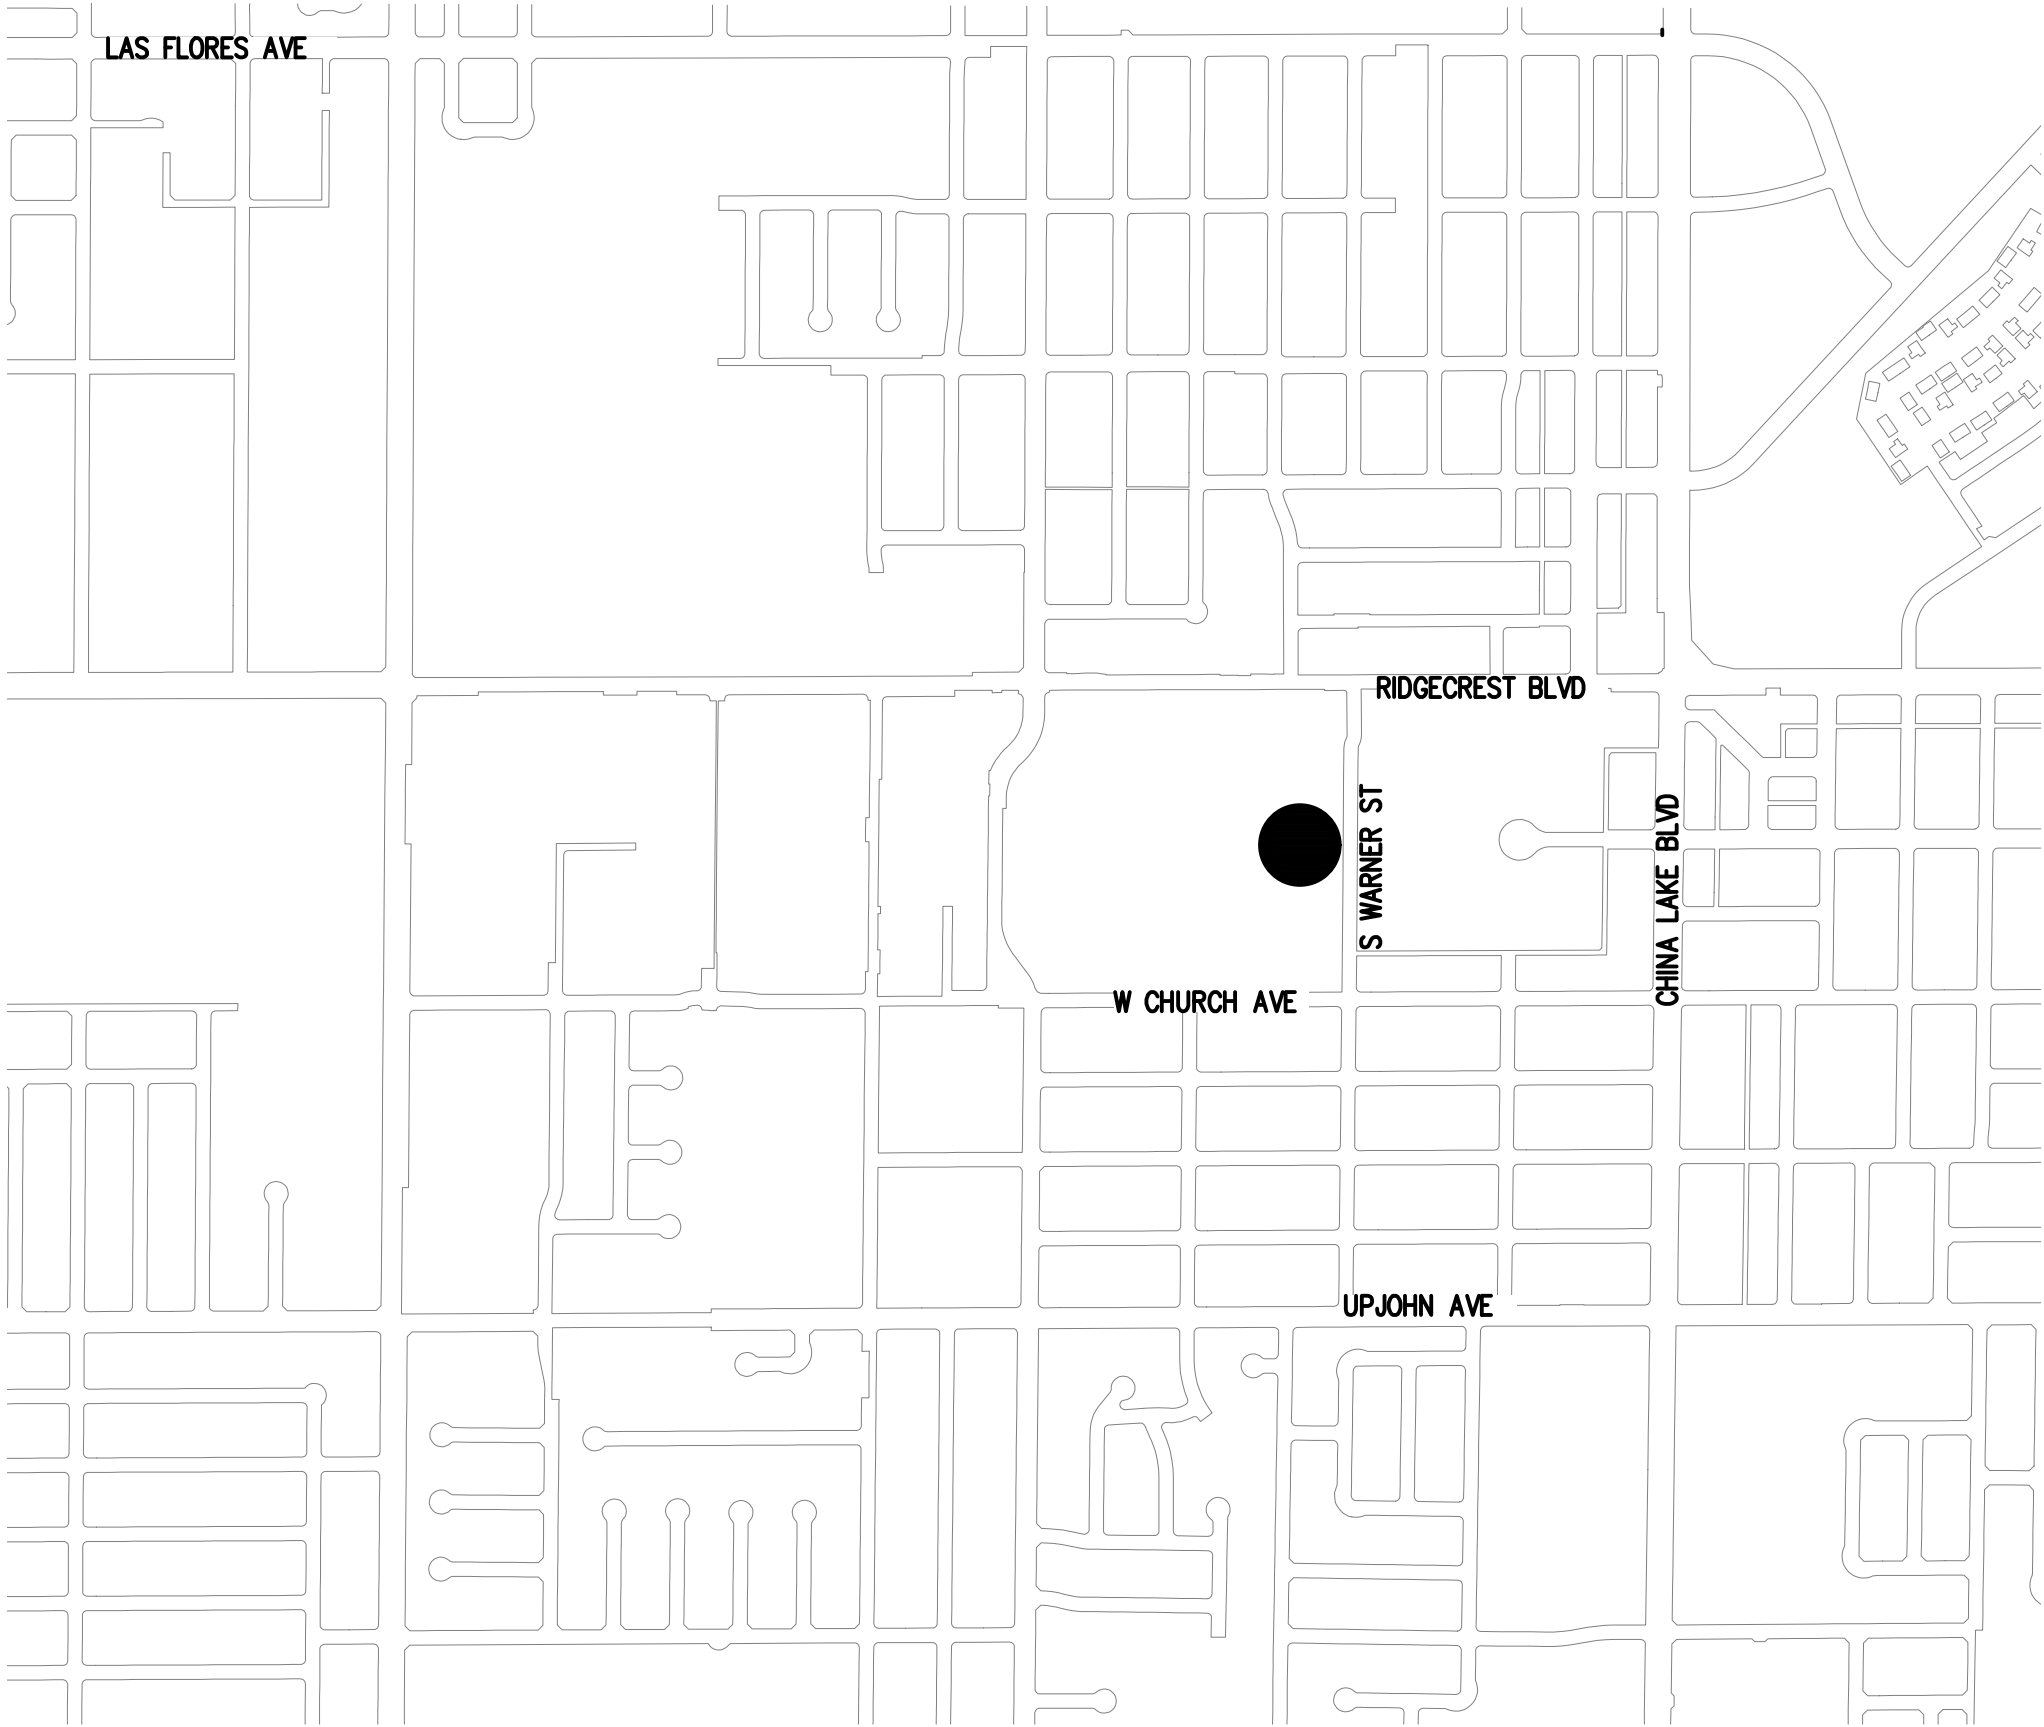 LAS FLORES AVE
RIDGECREST BLVD
S WARNER ST
CHINA LAKE BLVD
W CHURCH AVE
UPJOHN AVE